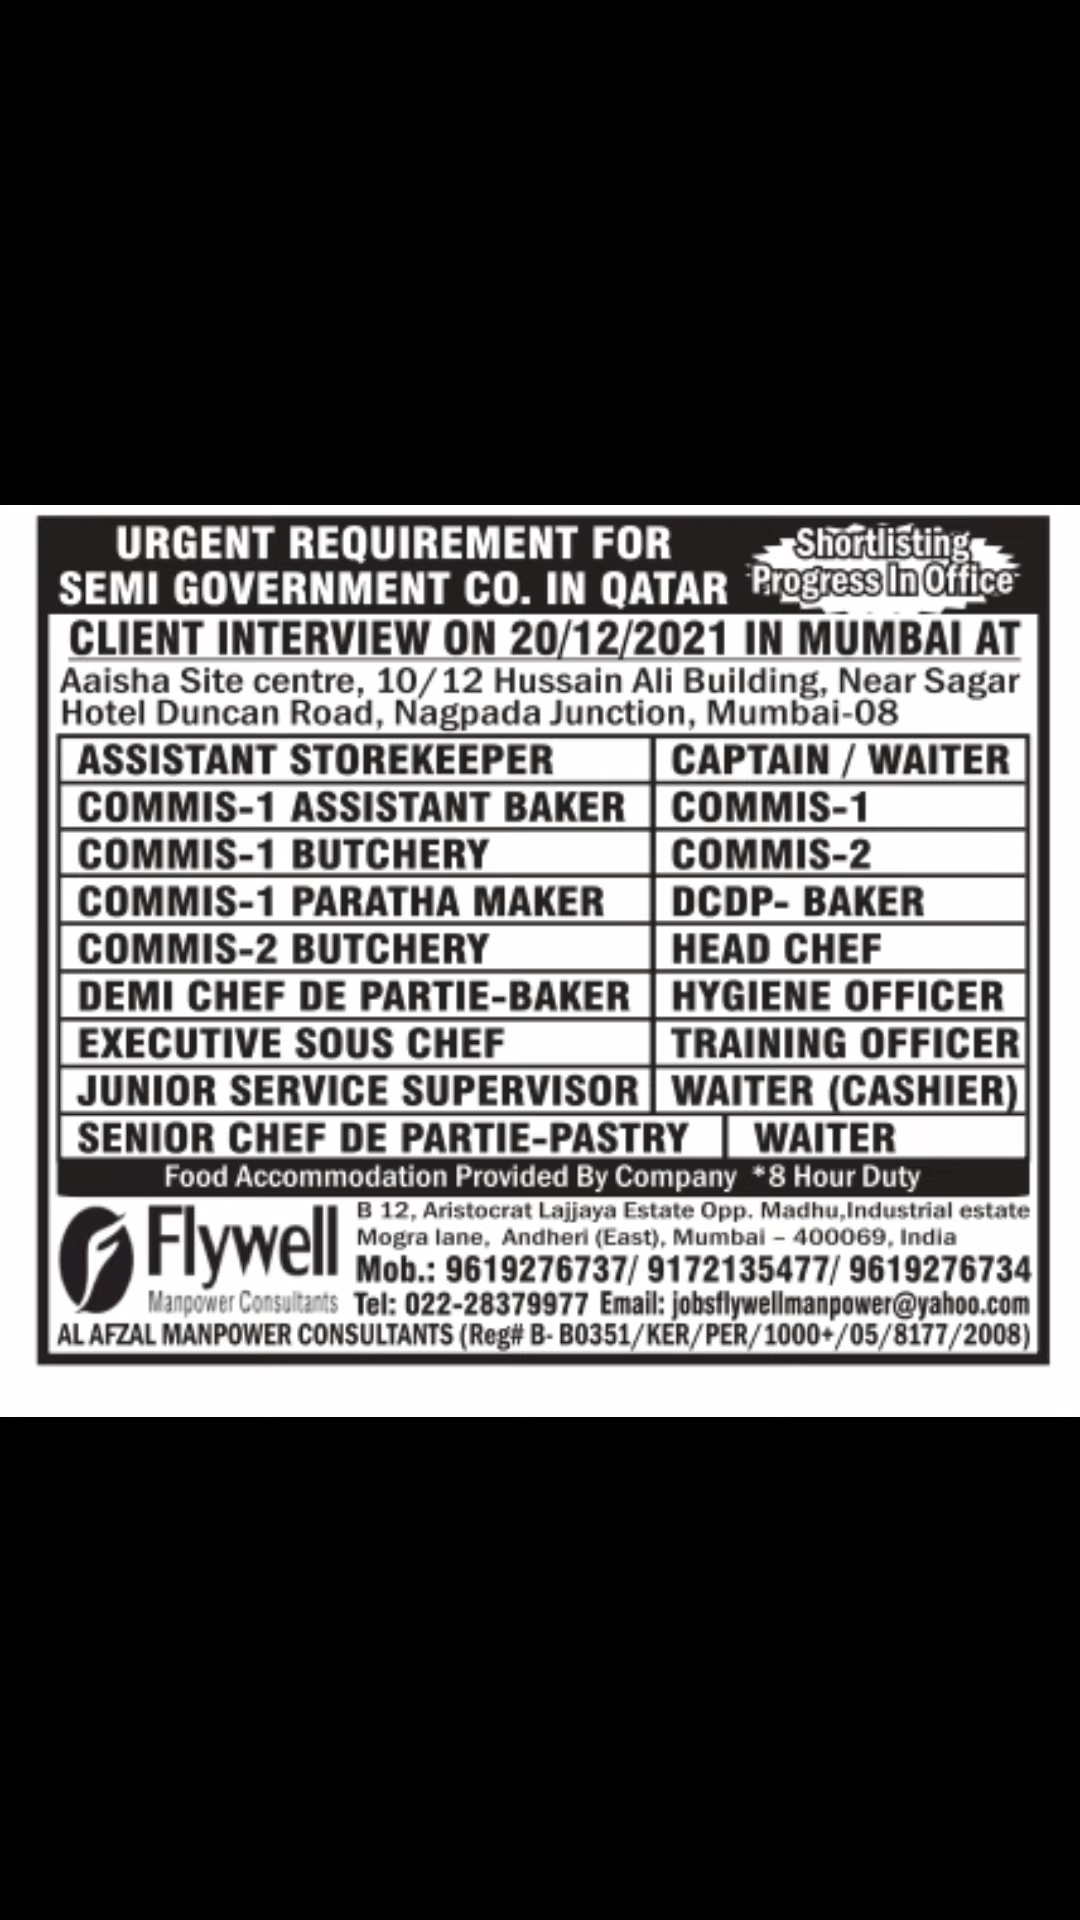 URGENT REQUIREMENT FOR
SEMI GOVERNMENT CO. IN QATAR
Shortlisting
Progress In Office
CLIENT INTERVIEW ON 20/12/2021 IN MUMBAI AT
Aaisha Site centre, 10/12 Hussain Ali Building, Near Sagar
Hotel Duncan Road, Nagpada Junction, Mumbai-08
ASSISTANT STOREKEEPER CAPTAIN / WAITER
COMMIS-1 ASSISTANT BAKER COMMIS-1
COMMIS-1 BUTCHERY COMMIS-2
COMMIS-1 PARATHA MAKER DCDP- BAKER
COMMIS-2 BUTCHERY HEAD CHEF
DEMI CHEF DE PARTIE-BAKER HYGIENE OFFICER
EXECUTIVE SOUS CHEF TRAINING OFFICER
JUNIOR SERVICE SUPERVISOR WAITER (CASHIER)
SENIOR CHEF DE PARTIE-PASTRY WAITER
Food Accommodation Provided By Company *8 Hour Duty
Flywell
Manpower Consultants
B 12, Aristocrat Lajjaya Estate Opp. Madhu,Industrial estate
Mogra lane, Andheri (East), Mumbai – 400069, India
Mob.: 9619276737/ 9172135477/ 9619276734
Tel: 022-28379977 Email: jobsflywellmanpower@yahoo.com
AL AFZAL MANPOWER CONSULTANTS (Reg# B- B0351/KER/PER/1000+/05/8177/2008)